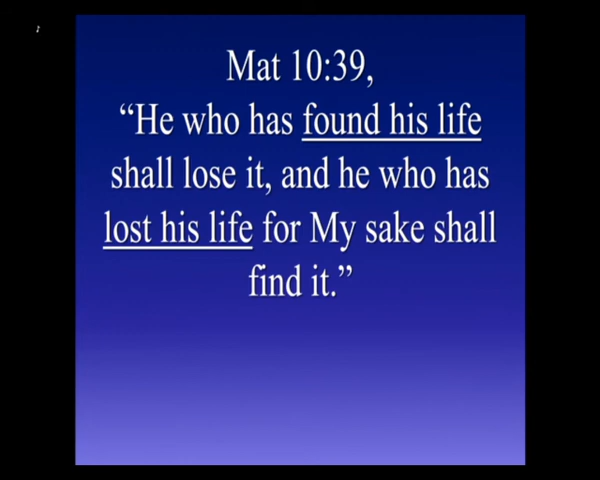 Mat 10:39,
“He who has found his life
shall lose it, and he who has
lost his life for My sake shall
find it.”